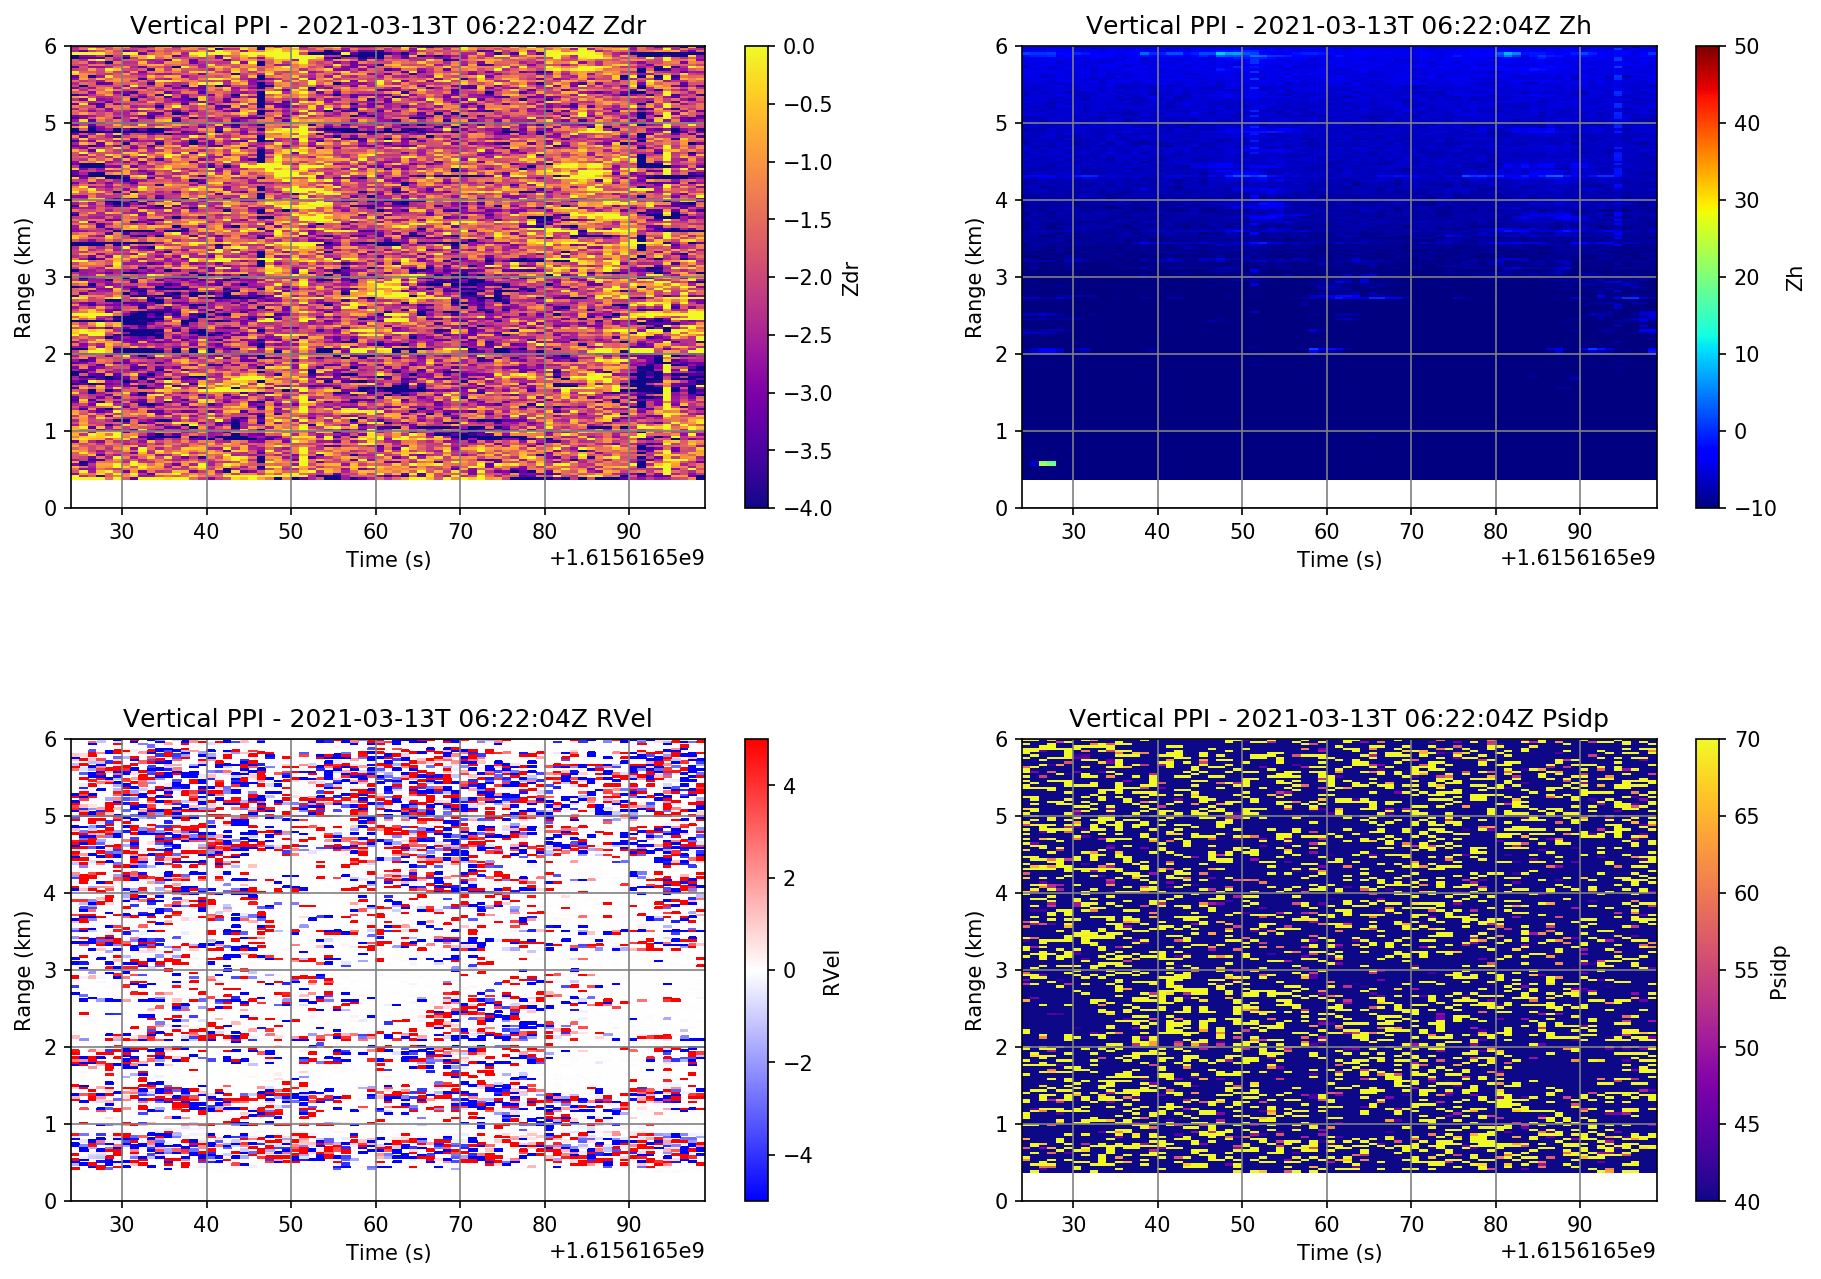 Vertical PPI - 2021-03-13T 06:22:04Z Zdr
6
5
4
3
2
1
0
Range (km)
30 40 50 60 70 80 90
Time (s)
+1.6156165e9
0.0
−0.5
−1.0
−1.5
−2.0
−2.5
−3.0
−3.5
−4.0
Zdr
Vertical PPI - 2021-03-13T 06:22:04Z Zh
6
5
4
3
2
1
0
Range (km)
30 40 50 60 70 80 90
Time (s)
+1.6156165e9
50
40
30
20
10
0
−10
Zh
Vertical PPI - 2021-03-13T 06:22:04Z RVel
6
5
4
3
2
1
0
Range (km)
30 40 50 60 70 80 90
Time (s)
+1.6156165e9
4
2
0
−2
−4
RVel
Vertical PPI - 2021-03-13T 06:22:04Z Psidp
6
5
4
3
2
1
0
Range (km)
30 40 50 60 70 80 90
Time (s)
+1.6156165e9
70
65
60
55
50
45
40
Psidp